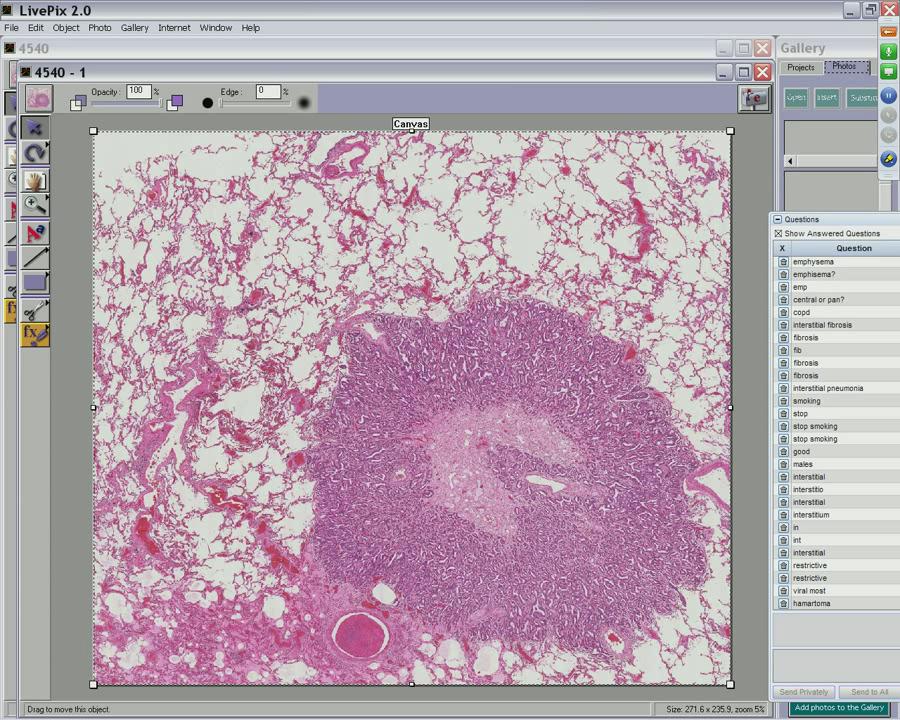 LivePix 2.0
File Edit Object Photo Gallery Internet Window Help
4540
Gallery
4540 - 1
Projects Photos
Opacity: 100 %
Edge: 0 %
Open Insert
Canvas
Questions
Show Answered Questions
X Question
emphysema
emphisema?
emp
central or pan?
copd
interstitial fibrosis
fibrosis
fib
fibrosis
fibrosis
interstitial pneumonia
smoking
stop
stop smoking
stop smoking
good
males
interstitial
interstitio
interstitial
interstitium
in
int
interstitial
restrictive
restrictive
viral most
hamartoma
Send Privately Send to All
Drag to move this object.
Size: 271.6 x 235.9, zoom 5%
Add photos to the Gallery